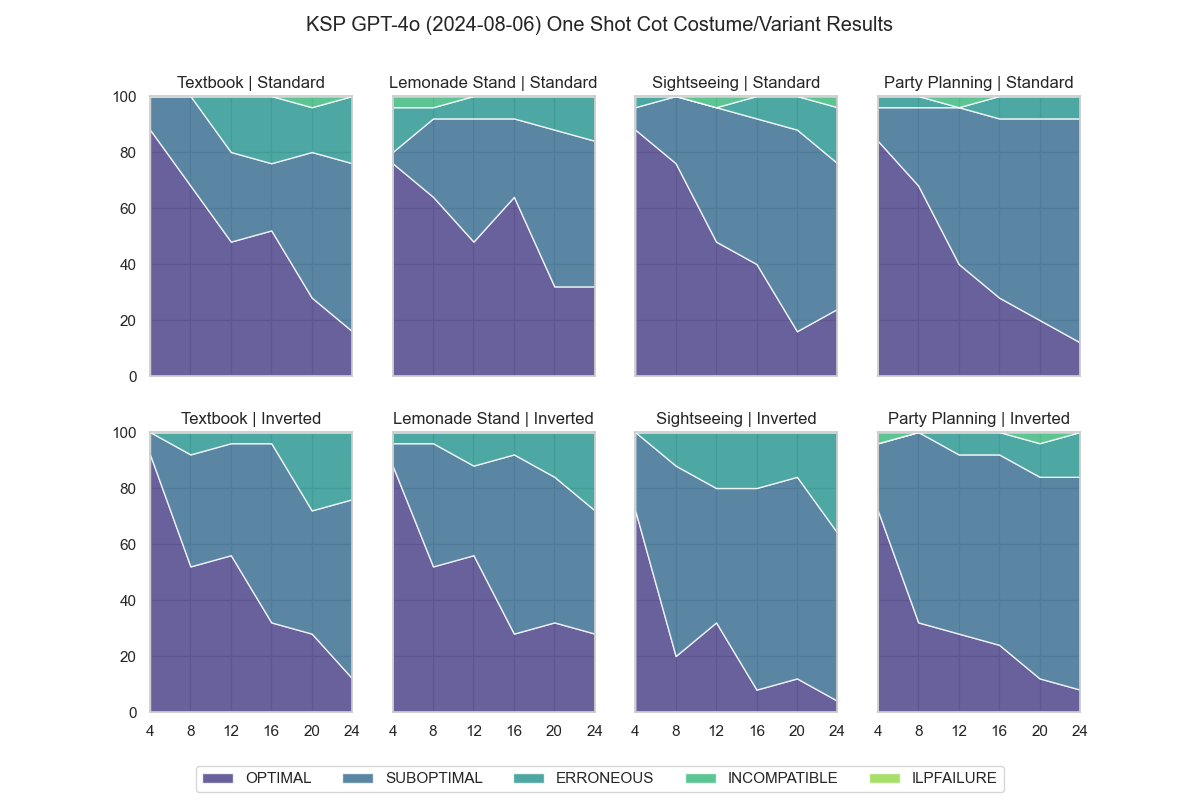 KSP GPT-4o (2024-08-06) One Shot Cot Costume/Variant Results
Textbook | Standard
Lemonade Stand | Standard
Sightseeing | Standard
Party Planning | Standard
100
80
60
40
20
0
Textbook | Inverted
Lemonade Stand | Inverted
Sightseeing | Inverted
Party Planning | Inverted
100
80
60
40
20
0
4 8 12 16 20 24
4 8 12 16 20 24
4 8 12 16 20 24
4 8 12 16 20 24
OPTIMAL SUBOPTIMAL ERRONEOUS INCOMPATIBLE ILPFAILURE